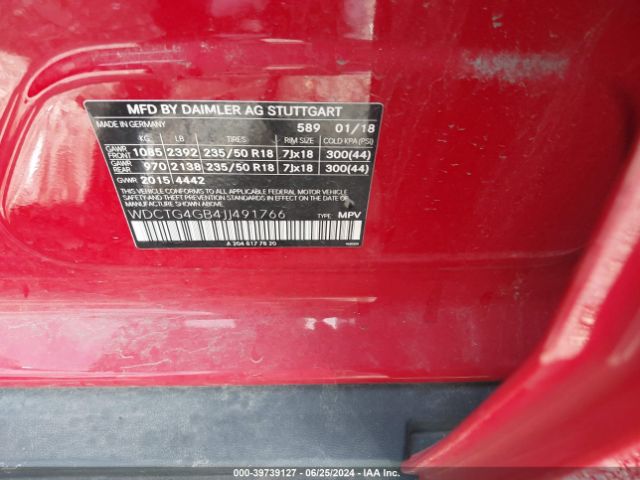 MFD BY DAIMLER AG STUTTGART
MADE IN GERMANY 589 01/18
KG LB TIRES RIM SIZE COLD KPA (PSI)
GAWR FRONT 1085 2392 235/50 R18 7Jx18 300(44)
GAWR REAR 970 2138 235/50 R18 7Jx18 300(44)
GVWR 2015 4442
THIS VEHICLE CONFORMS TO ALL APPLICABLE FEDERAL MOTOR VEHICLE
SAFETY, BUMPER, AND THEFT PREVENTION STANDARDS IN EFFECT
ON THE DATE OF MANUFACTURE SHOWN ABOVE.
WDCTG4GB4JJ491766 TYPE MPV
A 204 817 78 20
000-39739127 - 06/25/2024 - IAA Inc.